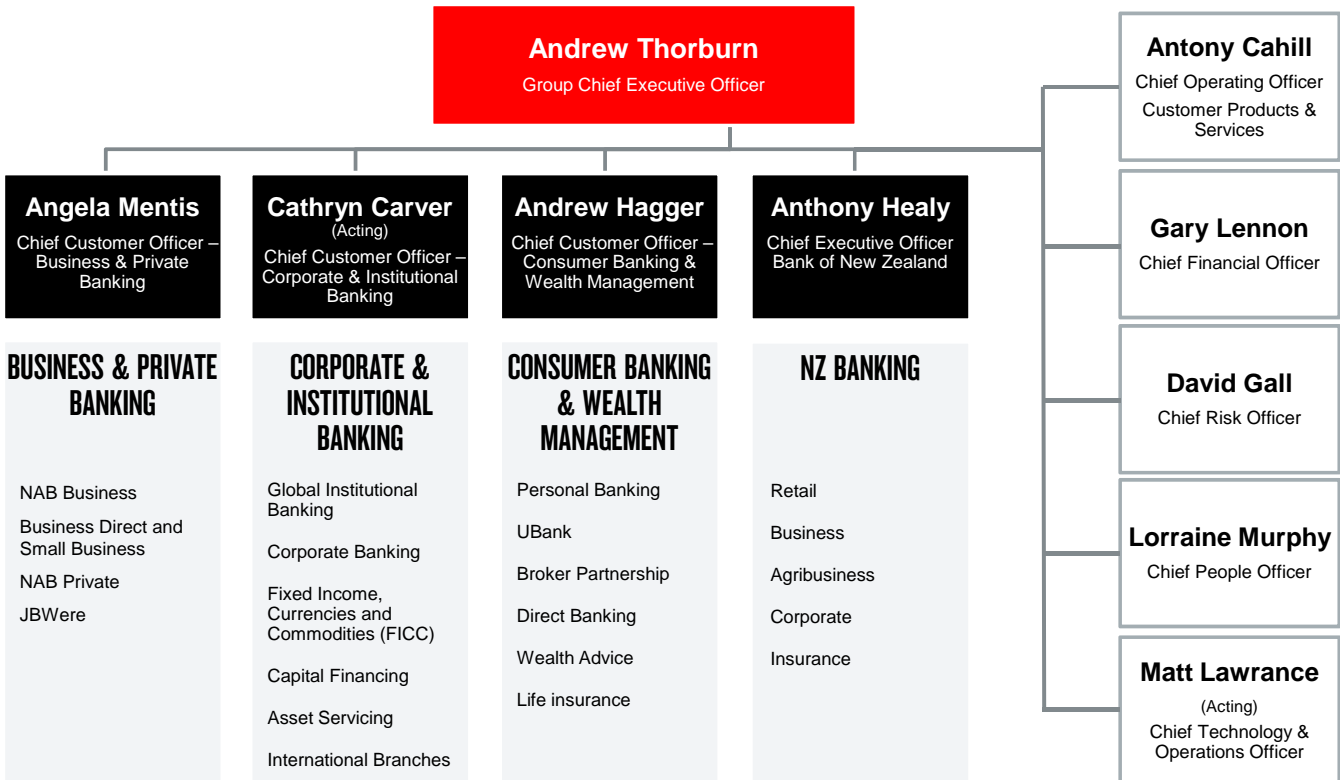 Andrew Thorburn
Group Chief Executive Officer
Angela Mentis
Chief Customer Officer –
Business & Private
Banking
Cathryn Carver
(Acting)
Chief Customer Officer –
Corporate & Institutional
Banking
Andrew Hagger
Chief Customer Officer –
Consumer Banking &
Wealth Management
Anthony Healy
Chief Executive Officer
Bank of New Zealand
BUSINESS & PRIVATE
BANKING
NAB Business
Business Direct and
Small Business
NAB Private
JBWere
CORPORATE &
INSTITUTIONAL
BANKING
Global Institutional
Banking
Corporate Banking
Fixed Income,
Currencies and
Commodities (FICC)
Capital Financing
Asset Servicing
International Branches
CONSUMER BANKING
& WEALTH
MANAGEMENT
Personal Banking
UBank
Broker Partnership
Direct Banking
Wealth Advice
Life insurance
NZ BANKING
Retail
Business
Agribusiness
Corporate
Insurance
Antony Cahill
Chief Operating Officer
Customer Products &
Services
Gary Lennon
Chief Financial Officer
David Gall
Chief Risk Officer
Lorraine Murphy
Chief People Officer
Matt Lawrance
(Acting)
Chief Technology &
Operations Officer